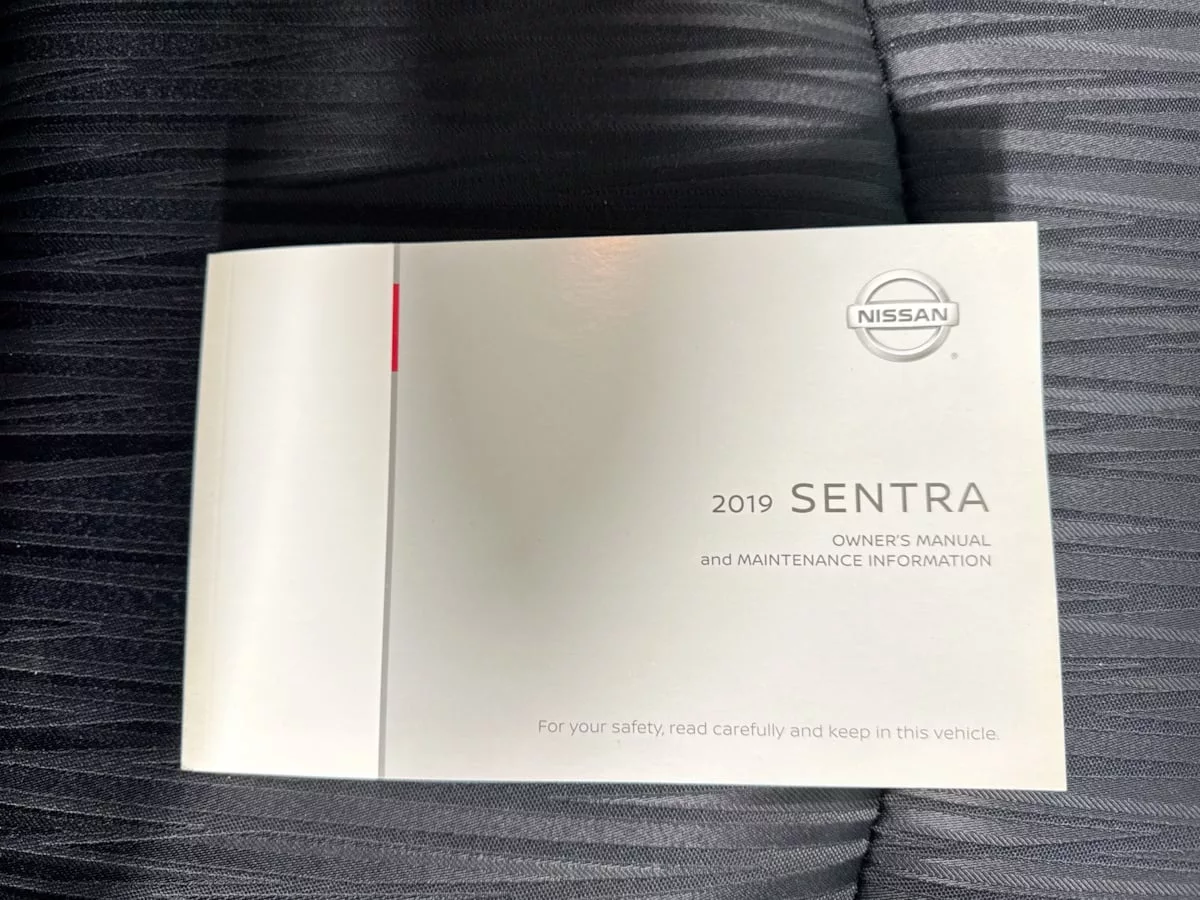 NISSAN
®
2019 SENTRA
OWNER'S MANUAL
and MAINTENANCE INFORMATION
For your safety, read carefully and keep in this vehicle.